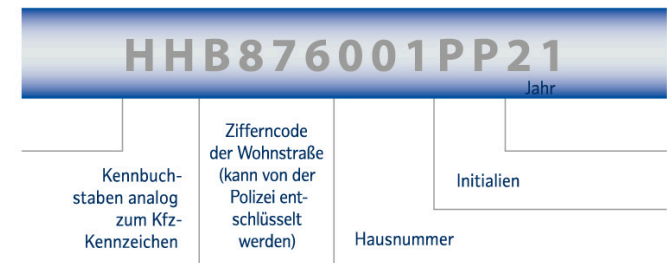 HHB876001PP21
Jahr
Kennbuch-
staben analog
zum Kfz-
Kennzeichen
Zifferncode
der Wohnstraße
(kann von der
Polizei ent-
schlüsselt
werden)
Hausnummer
Initialien